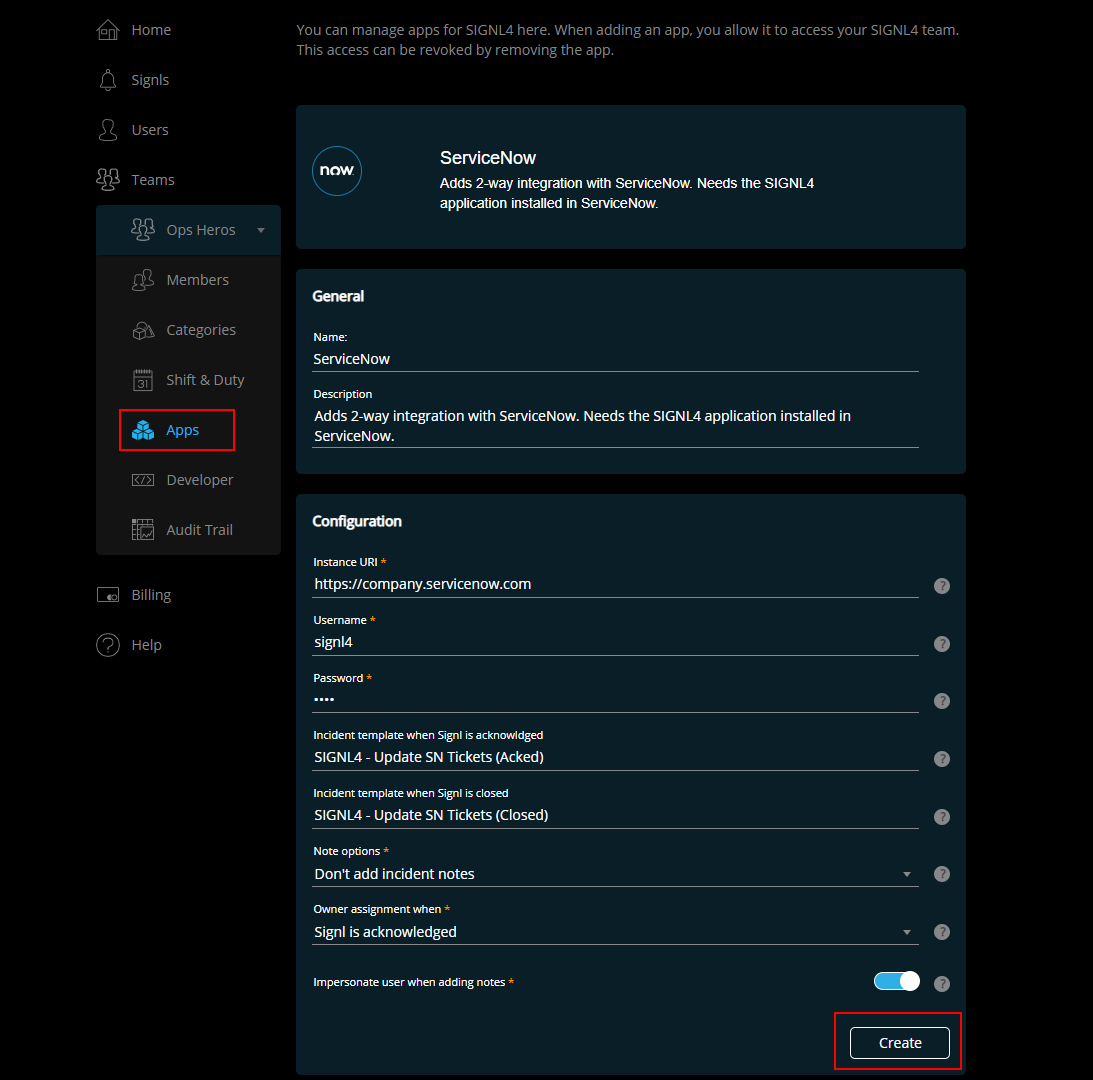 Home
Signls
Users
Teams
Ops Heros
Members
Categories
31
Shift & Duty
Apps
Developer
Audit Trail
Billing
Help
You can manage apps for SIGNL4 here. When adding an app, you allow it to access your SIGNL4 team.
This access can be revoked by removing the app.
now.
ServiceNow
Adds 2-way integration with ServiceNow. Needs the SIGNL4
application installed in ServiceNow.
General
Name:
ServiceNow
Description
Adds 2-way integration with ServiceNow. Needs the SIGNL4 application installed in
ServiceNow.
Configuration
Instance URI *
https://company.servicenow.com
?
Username *
signl4
?
Password *
••••
?
Incident template when Signl is acknowldged
SIGNL4 - Update SN Tickets (Acked)
?
Incident template when Signl is closed
SIGNL4 - Update SN Tickets (Closed)
?
Note options *
Don't add incident notes
?
Owner assignment when *
Signl is acknowledged
?
Impersonate user when adding notes *
?
Create